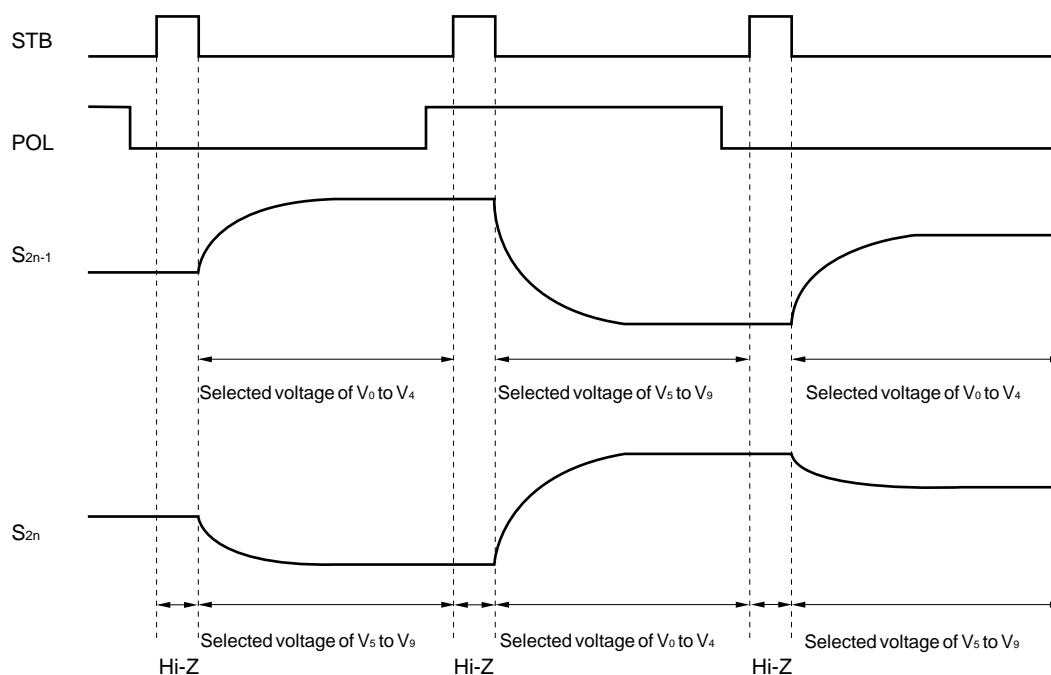 STB
POL
S2n-1
Selected voltage of V0 to V4 Selected voltage of V5 to V9 Selected voltage of V0 to V4
S2n
Selected voltage of V5 to V9 Selected voltage of V0 to V4 Selected voltage of V5 to V9
Hi-Z Hi-Z Hi-Z